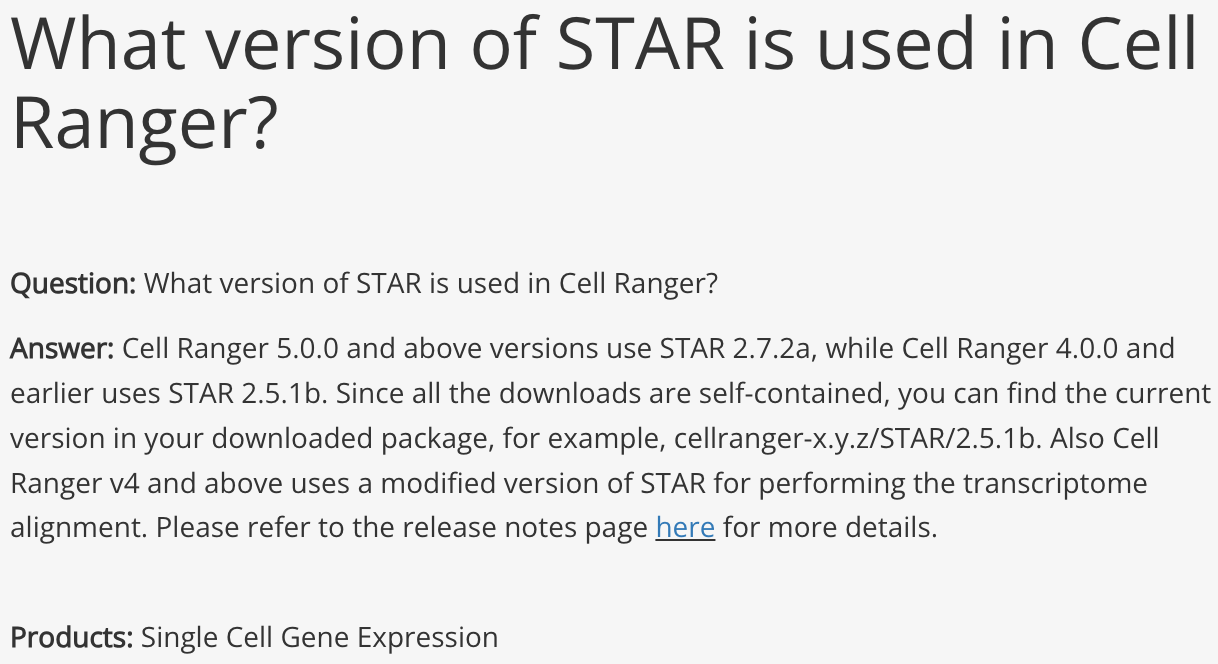 What version of STAR is used in Cell
Ranger?
Question: What version of STAR is used in Cell Ranger?
Answer: Cell Ranger 5.0.0 and above versions use STAR 2.7.2a, while Cell Ranger 4.0.0 and
earlier uses STAR 2.5.1b. Since all the downloads are self-contained, you can find the current
version in your downloaded package, for example, cellranger-x.y.z/STAR/2.5.1b. Also Cell
Ranger v4 and above uses a modified version of STAR for performing the transcriptome
alignment. Please refer to the release notes page here for more details.
Products: Single Cell Gene Expression